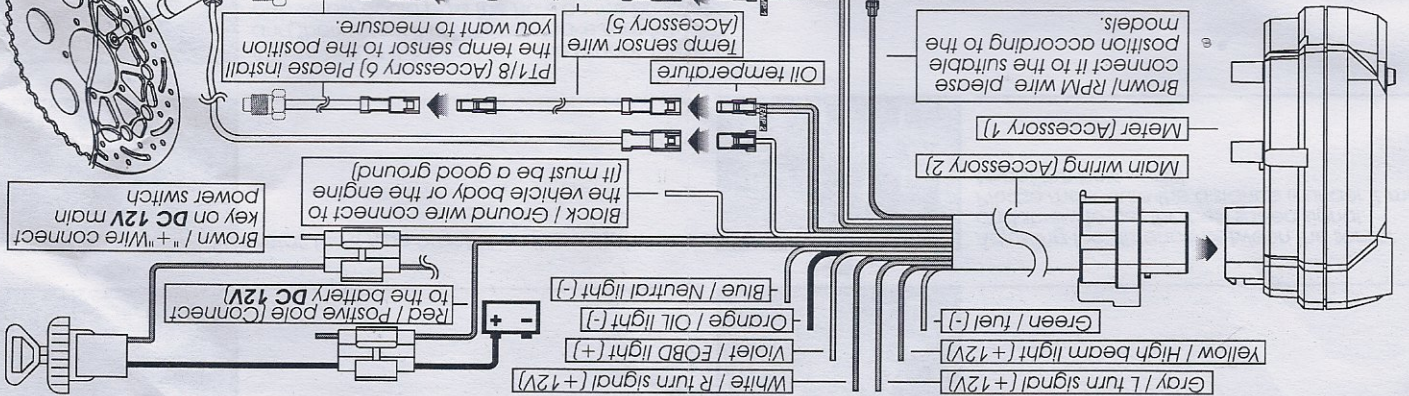 Gray / L turn signal (+12V)
White / R turn signal (+12V)
Yellow / High beam light (+12V)
Violet / EOBD light (+)
Green / fuel (-)
Orange / OIL light (-)
Blue / Neutral light (-)
+ -
Red / Postive pole (Connect
to the battery DC 12V)
Brown / "+"Wire connect
key on DC 12V main
power switch
Main wiring (Accessory 2)
Meter (Accessory 1)
Black / Ground wire connect to
the vehicle body or the engine
(It must be a good ground)
Brown/ RPM wire please
connect it to the suitable
position according to the
models.
Oil temperature
Temp sensor wire
(Accessory 5)
PT1/8 (Accessory 6) Please install
the temp sensor to the position
you want to measure.